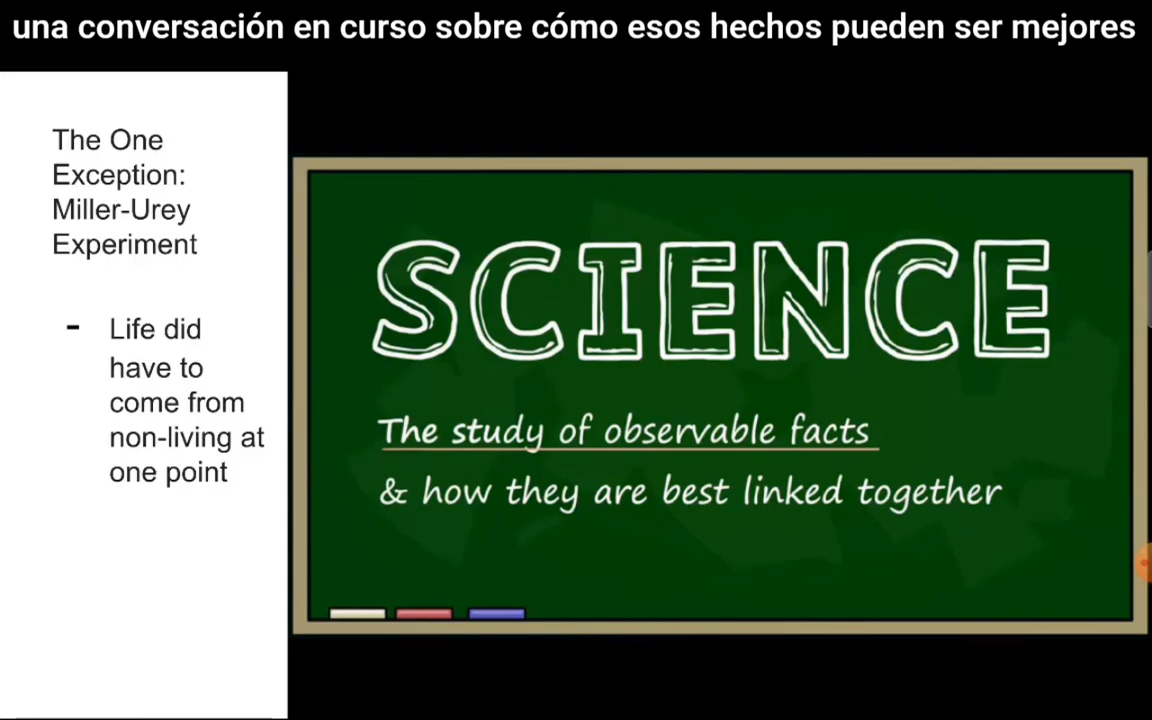 una conversación en curso sobre cómo esos hechos pueden ser mejores
The One
Exception:
Miller-Urey
Experiment
- Life did
have to
come from
non-living at
one point
SCIENCE
The study of observable facts
& how they are best linked together